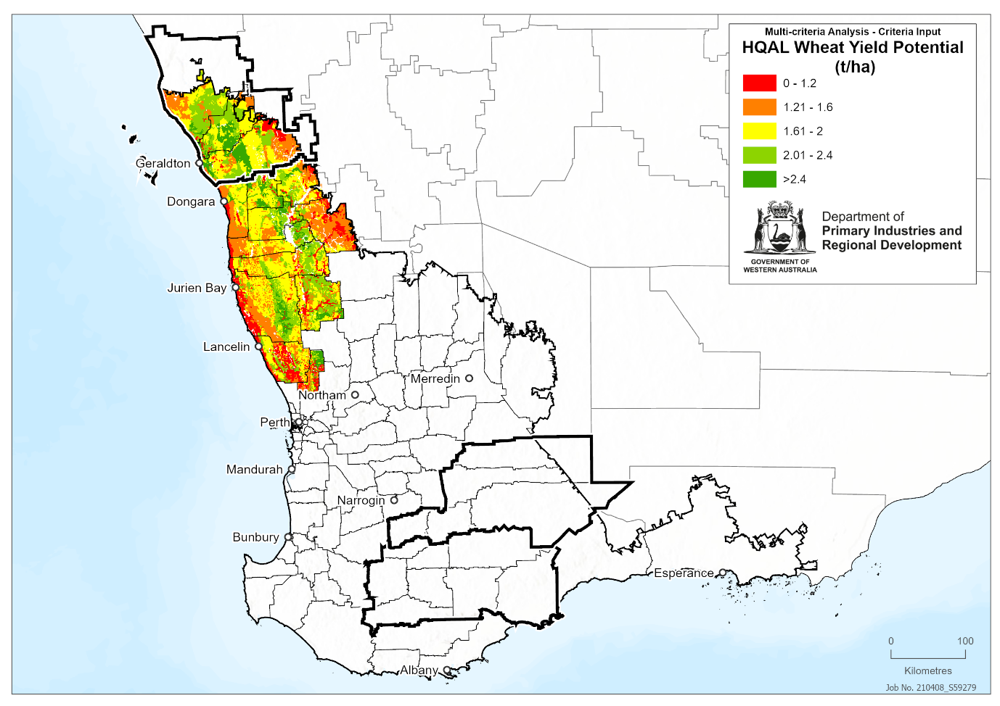 Multi-criteria Analysis - Criteria Input
HQAL Wheat Yield Potential
(t/ha)
0 - 1.2
1.21 - 1.6
1.61 - 2
2.01 - 2.4
>2.4
GOVERNMENT OF
WESTERN AUSTRALIA
Department of
Primary Industries and
Regional Development
Geraldton
Dongara
Jurien Bay
Lancelin
Merredin
Northam
Perth
Mandurah
Narrogin
Bunbury
Esperance
Albany
0 100
Kilometres
Job No. 210408_S59279